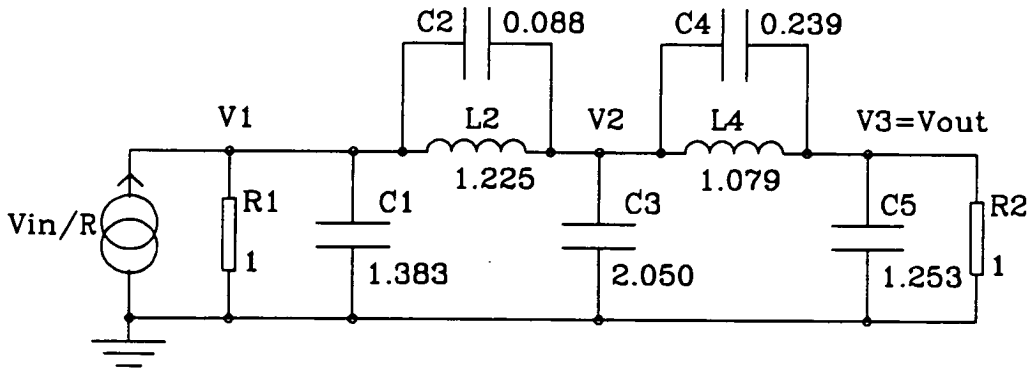 C2
0.088
C4
0.239
V1
L2
V2
L4
V3=Vout
1.225
1.079
Vin/R
R1
C1
C3
C5
R2
1
1.383
2.050
1.253
1